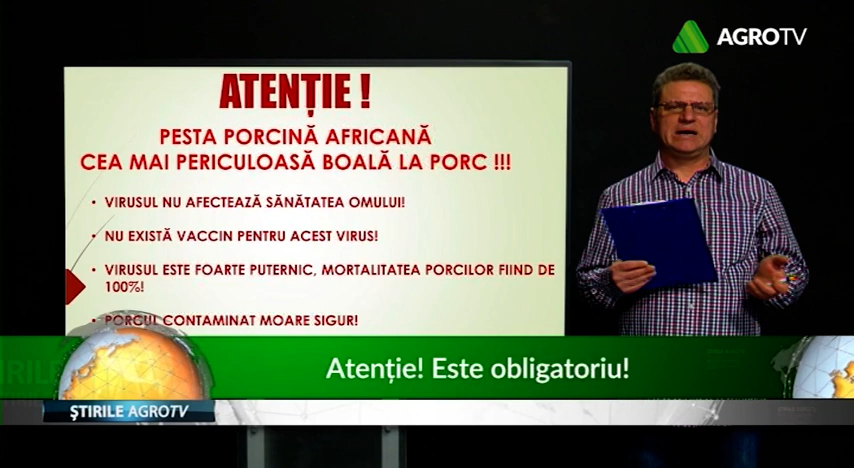 AGROTV
ATENȚIE !
PESTA PORCINĂ AFRICANĂ
CEA MAI PERICULOASĂ BOALĂ LA PORC !!!
• VIRUSUL NU AFECTEAZĂ SĂNĂTATEA OMULUI!
• NU EXISTĂ VACCIN PENTRU ACEST VIRUS!
• VIRUSUL ESTE FOARTE PUTERNIC, MORTALITATEA PORCILOR FIIND DE
100%!
• PORCUL CONTAMINAT MOARE SIGUR!
Atenție! Este obligatoriu!
ȘTIRILE AGROTV